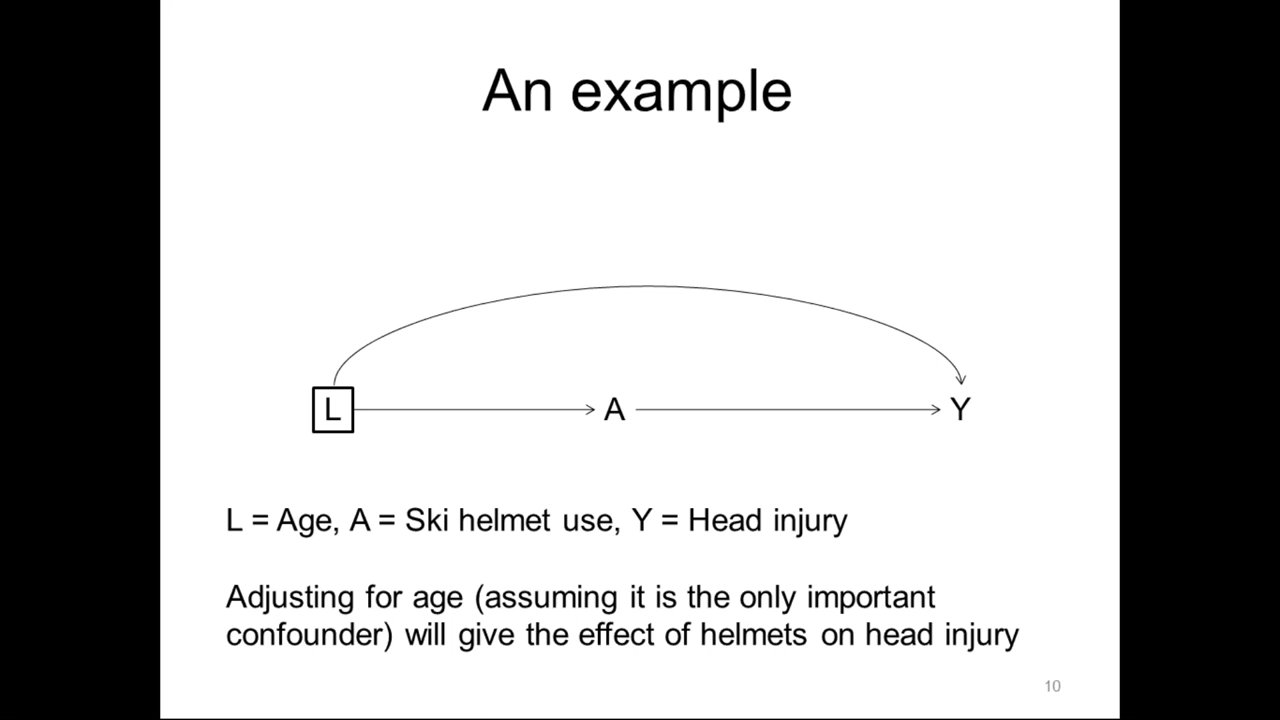 An example
L
A
Y
L = Age, A = Ski helmet use, Y = Head injury
Adjusting for age (assuming it is the only important
confounder) will give the effect of helmets on head injury
10